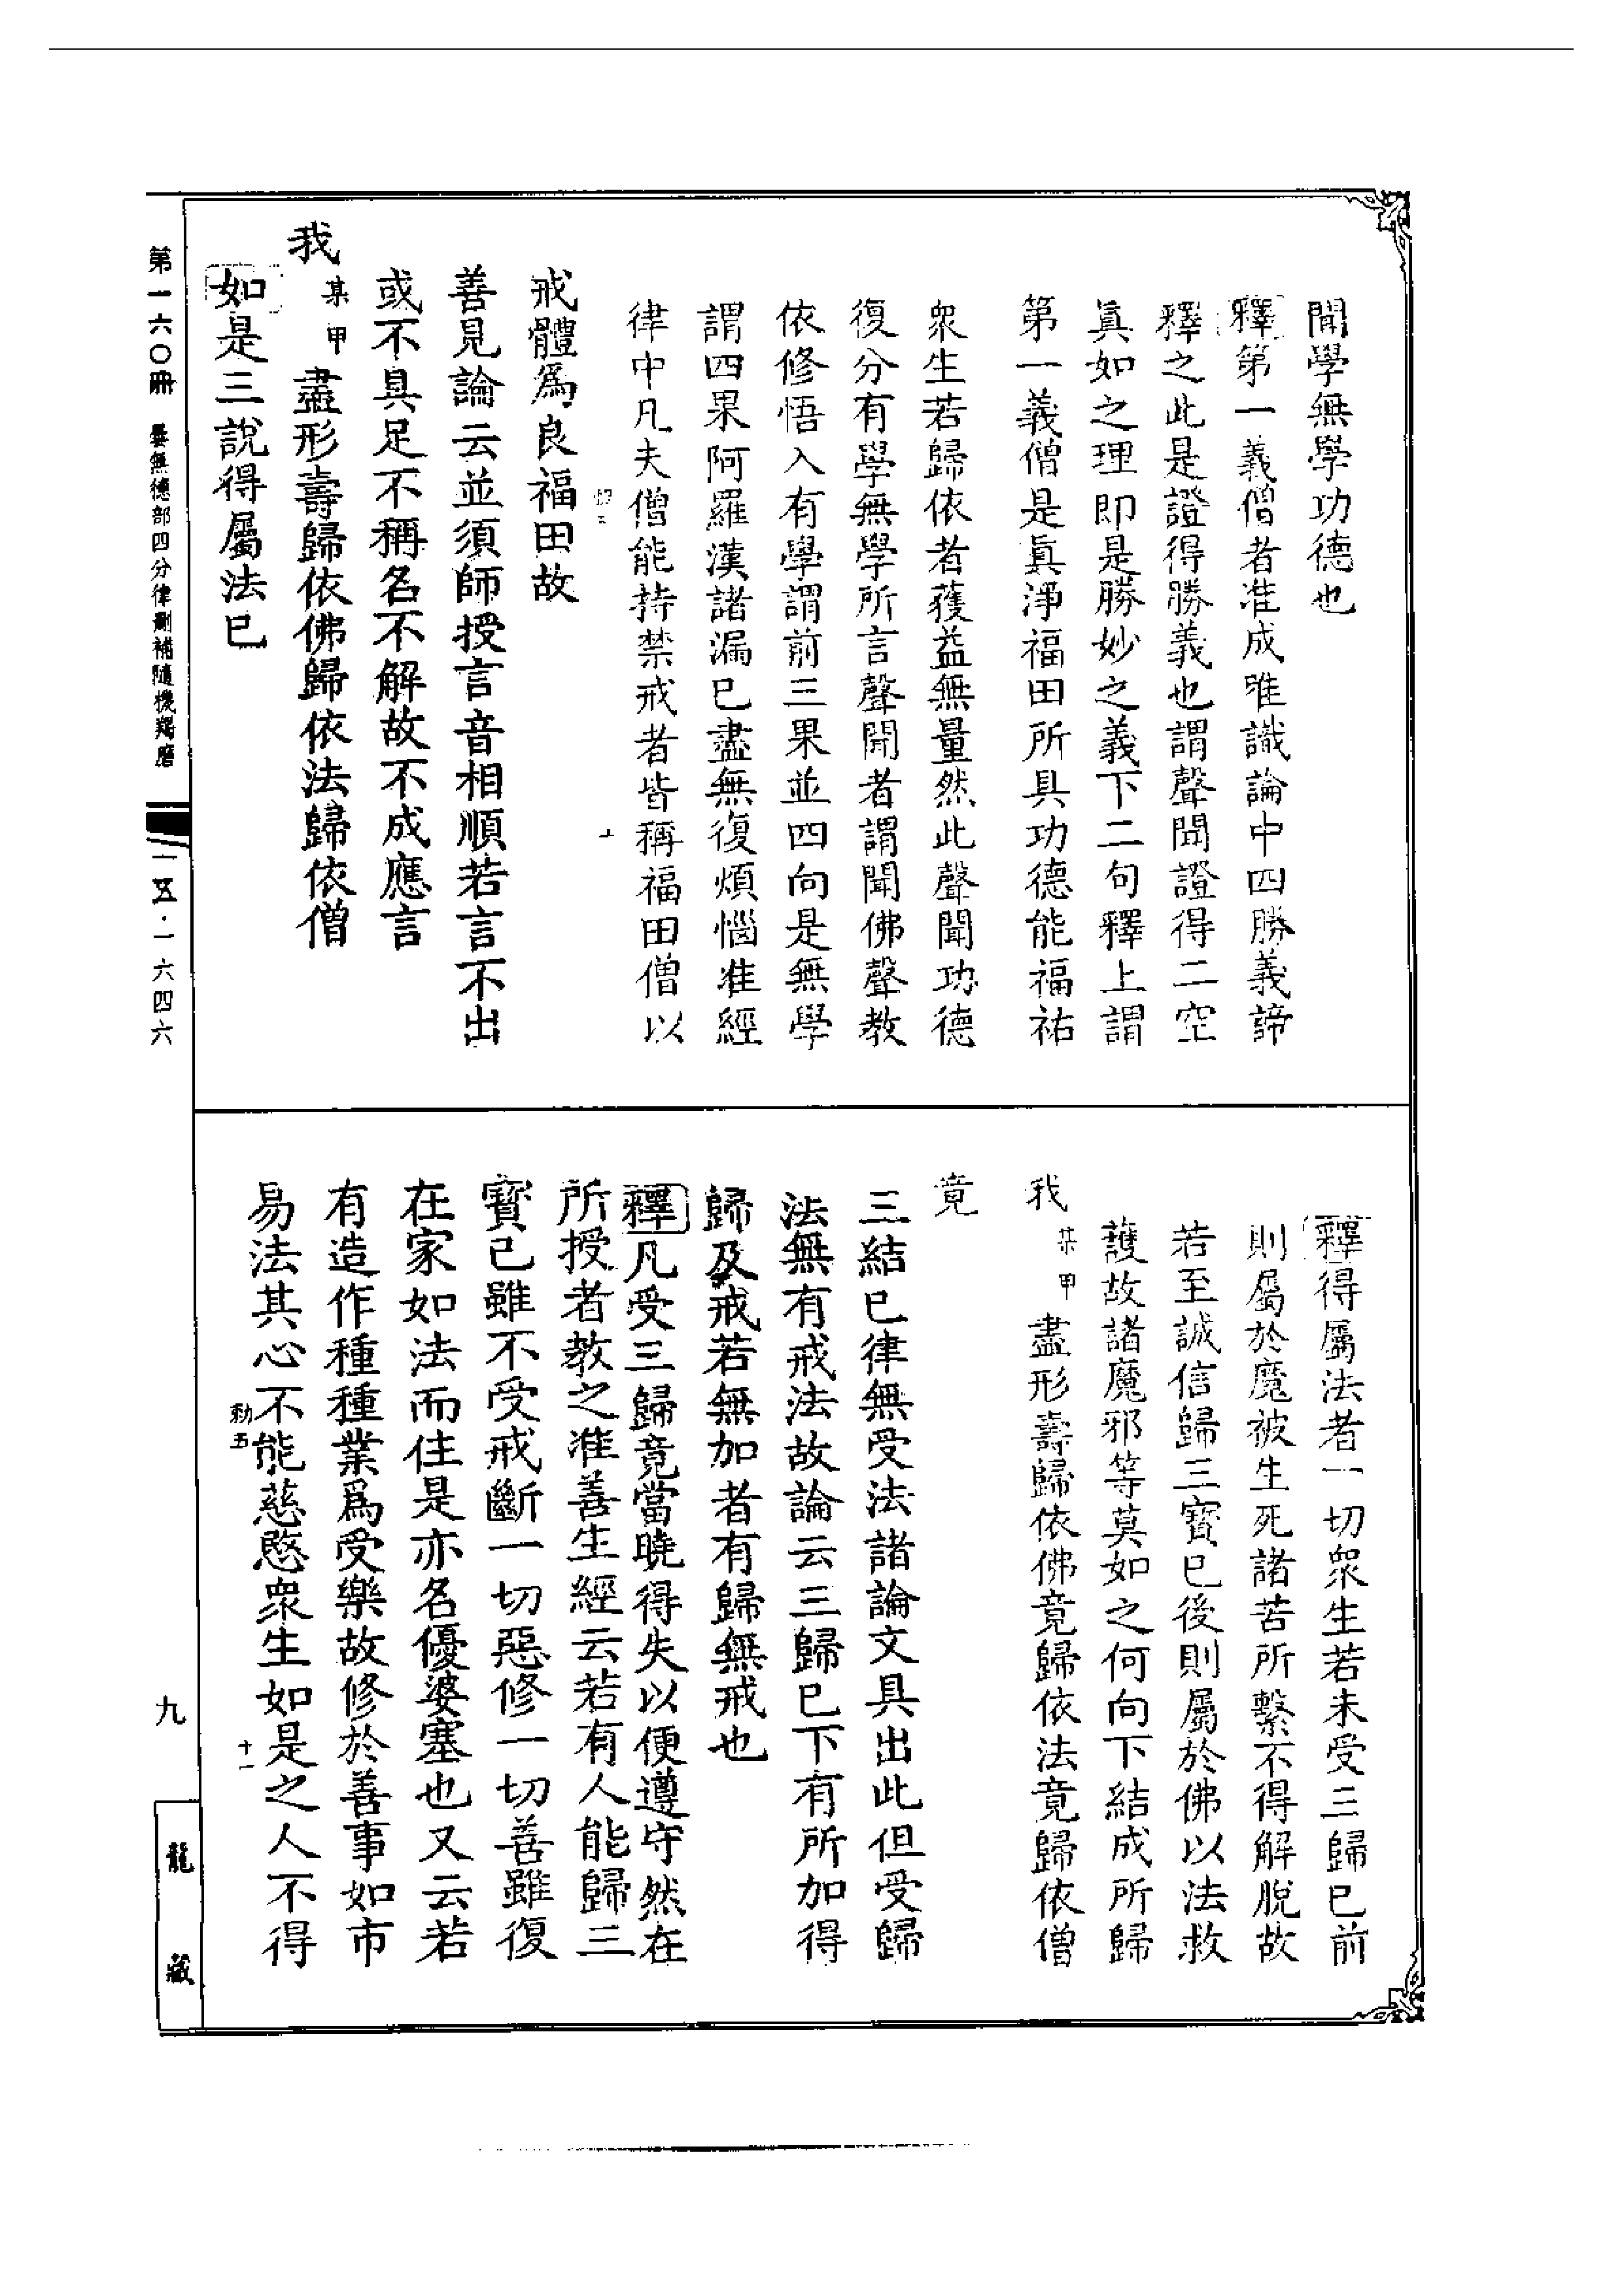 聞學無學功德也
釋第一義僧者准成唯識論中四勝義諦
釋之此是證得勝義也謂聲聞證得二空
眞如之理即是勝妙之義下二句釋上謂
第一義僧是眞淨福田所具功德能福祐
衆生若歸依者獲益無量然此聲聞功德
復分有學無學所言聲聞者謂聞佛聲教
依修悟入有學謂前三果並四向是無學
謂四果阿羅漢諸漏已盡無復煩惱准經
律中凡夫僧能持禁戒者皆稱福田僧以
戒體爲良福田故
善見論云並須師授言音相順若言不出
或不具足不稱名不解故不成應言
我某甲盡形壽歸依佛歸依法歸依僧
如是三說得屬法已
釋得屬法者一切衆生若未受三歸已前
則屬於魔被生死諸苦所繫不得解脫故
若至誠信歸三寶已後則屬於佛以法救
護故諸魔邪等莫如之何向下結成所歸
我某甲盡形壽歸依佛竟歸依法竟歸依僧
竟
三結已律無受法諸論文具出此但受歸
法無有戒法故論云三歸已下有所加得
歸及戒若無加者有歸無戒也
釋凡受三歸竟當曉得失以便遵守然在
所授者教之准善生經云若有人能歸三
寶已雖不受戒斷一切惡修一切善雖復
在家如法而住是亦名優婆塞也又云若
有造作種種業爲受樂故修於善事如市
易法其心不能慈愍衆生如是之人不得
勑五
十一
第一六〇冊 曇無德部四分律刪補隨機羯磨
一五·一六四六
九
龍藏